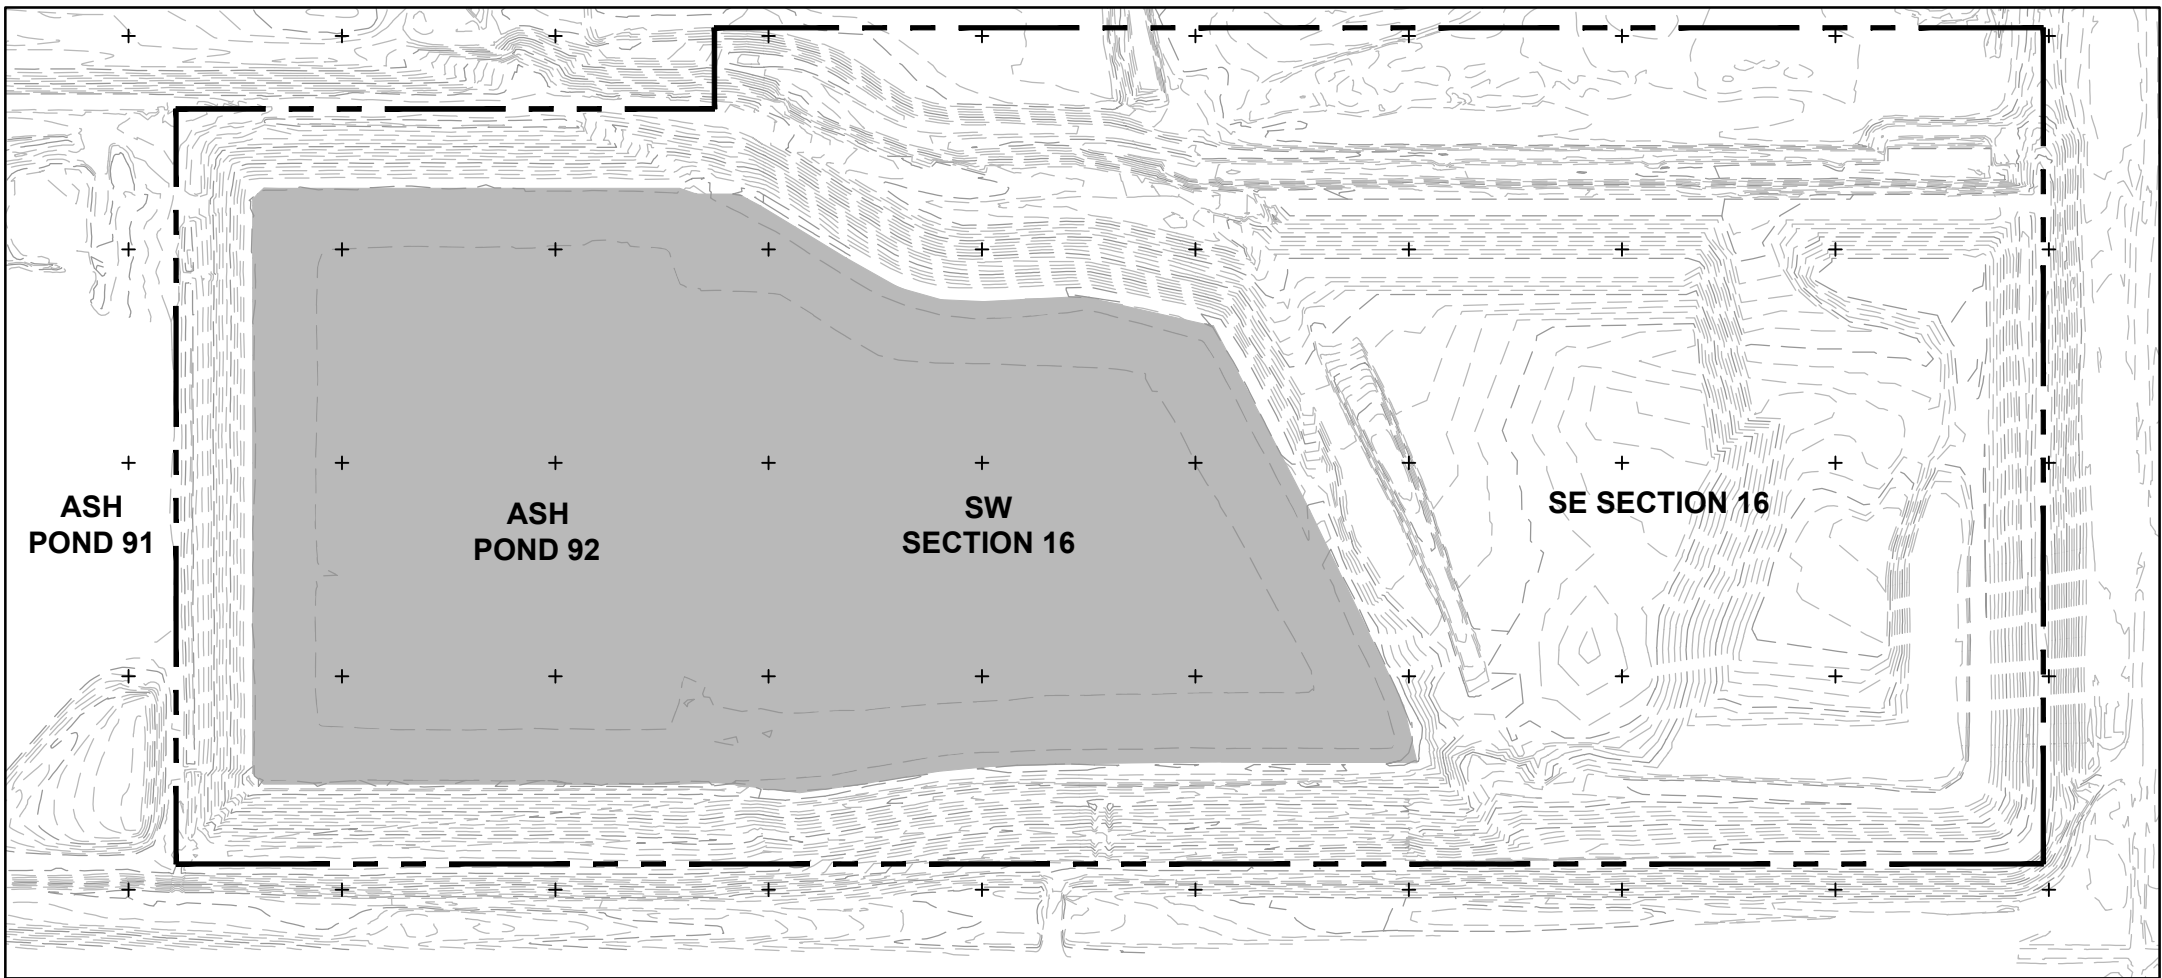 ASH
POND 91
ASH
POND 92
SW
SECTION 16
SE SECTION 16